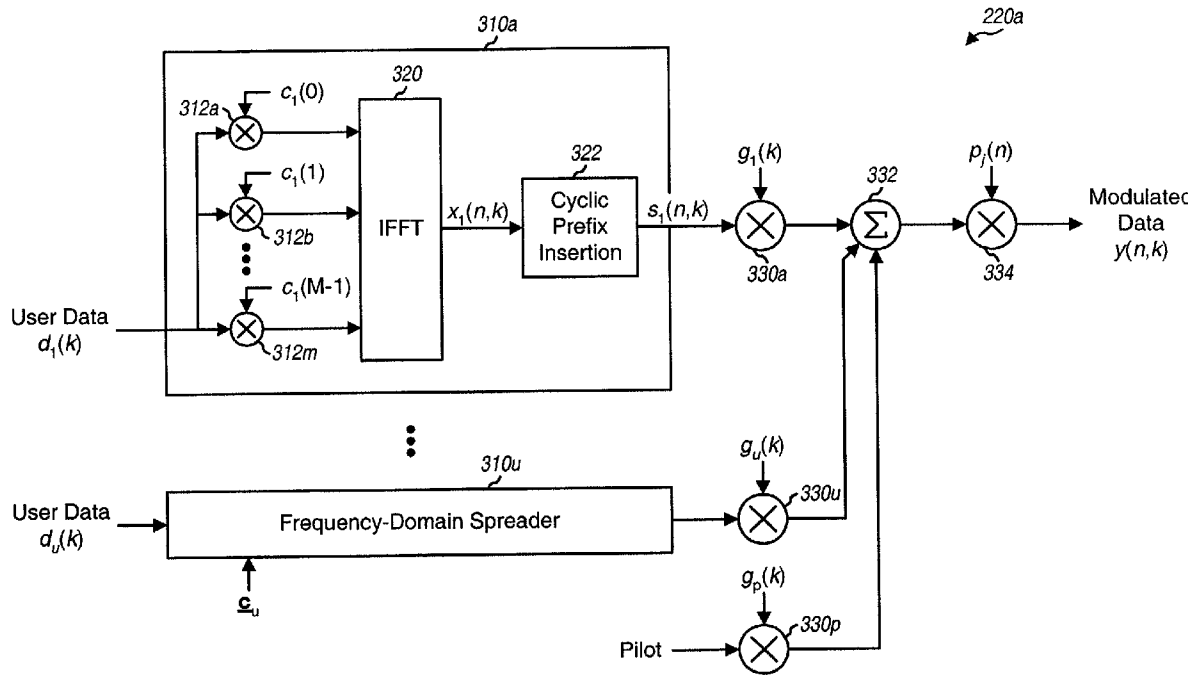 310a
220a
320
312a
c₁(0)
g₁(k)
pⱼ(n)
322
332
c₁(1)
Cyclic
Prefix
Insertion
IFFT
x₁(n,k)
s₁(n,k)
Σ
Modulated
Data
y(n,k)
312b
330a
334
c₁(M-1)
User Data
d₁(k)
312m
gᵤ(k)
310u
User Data
dᵤ(k)
Frequency-Domain Spreader
330u
gₚ(k)
cᵤ
330p
Pilot